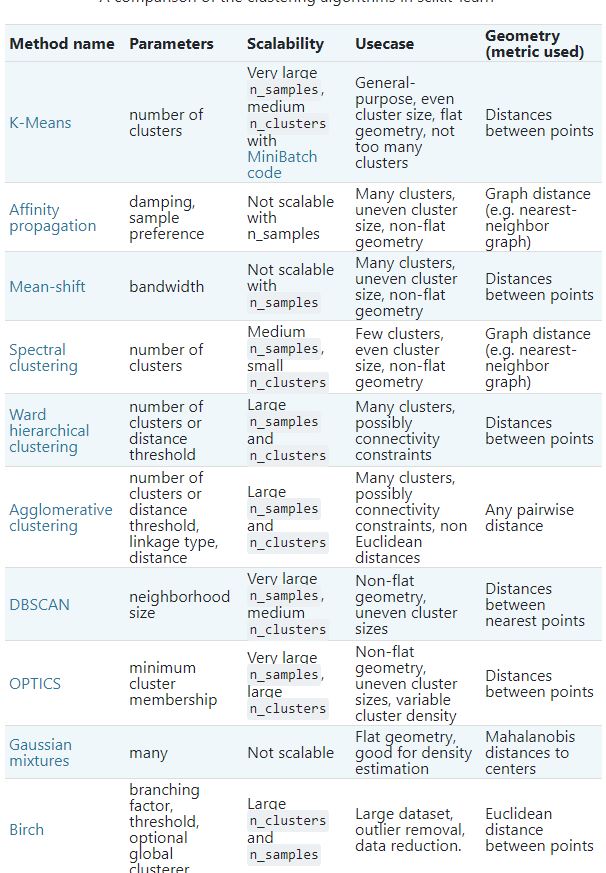 A comparison of the clustering algorithms in scikit-learn
Method name Parameters Scalability Usecase Geometry (metric used)
K-Means
number of
clusters
Very large
n_samples,
medium
n_clusters
with
MiniBatch
code
General-
purpose, even
cluster size, flat
geometry, not
too many
clusters
Distances
between points
Affinity
propagation
damping,
sample
preference
Not scalable
with
n_samples
Many clusters,
uneven cluster
size, non-flat
geometry
Graph distance
(e.g. nearest-
neighbor
graph)
Mean-shift
bandwidth
Not scalable
with
n_samples
Many clusters,
uneven cluster
size, non-flat
geometry
Distances
between points
Spectral
clustering
number of
clusters
Medium
n_samples,
small
n_clusters
Few clusters,
even cluster
size, non-flat
geometry
Graph distance
(e.g. nearest-
neighbor
graph)
Ward
hierarchical
clustering
number of
clusters or
distance
threshold
Large
n_samples
and
n_clusters
Many clusters,
possibly
connectivity
constraints
Distances
between points
Agglomerative
clustering
number of
clusters or
distance
threshold,
linkage type,
distance
Large
n_samples
and
n_clusters
Many clusters,
possibly
connectivity
constraints, non
Euclidean
distances
Any pairwise
distance
DBSCAN
neighborhood
size
Very large
n_samples,
medium
n_clusters
Non-flat
geometry,
uneven cluster
sizes
Distances
between
nearest points
OPTICS
minimum
cluster
membership
Very large
n_samples,
large
n_clusters
Non-flat
geometry,
uneven cluster
sizes, variable
cluster density
Distances
between points
Gaussian
mixtures
many
Not scalable
Flat geometry,
good for density
estimation
Mahalanobis
distances to
centers
Birch
branching
factor,
threshold,
optional
global
clusterer.
Large
n_clusters
and
n_samples
Large dataset,
outlier removal,
data reduction.
Euclidean
distance
between points